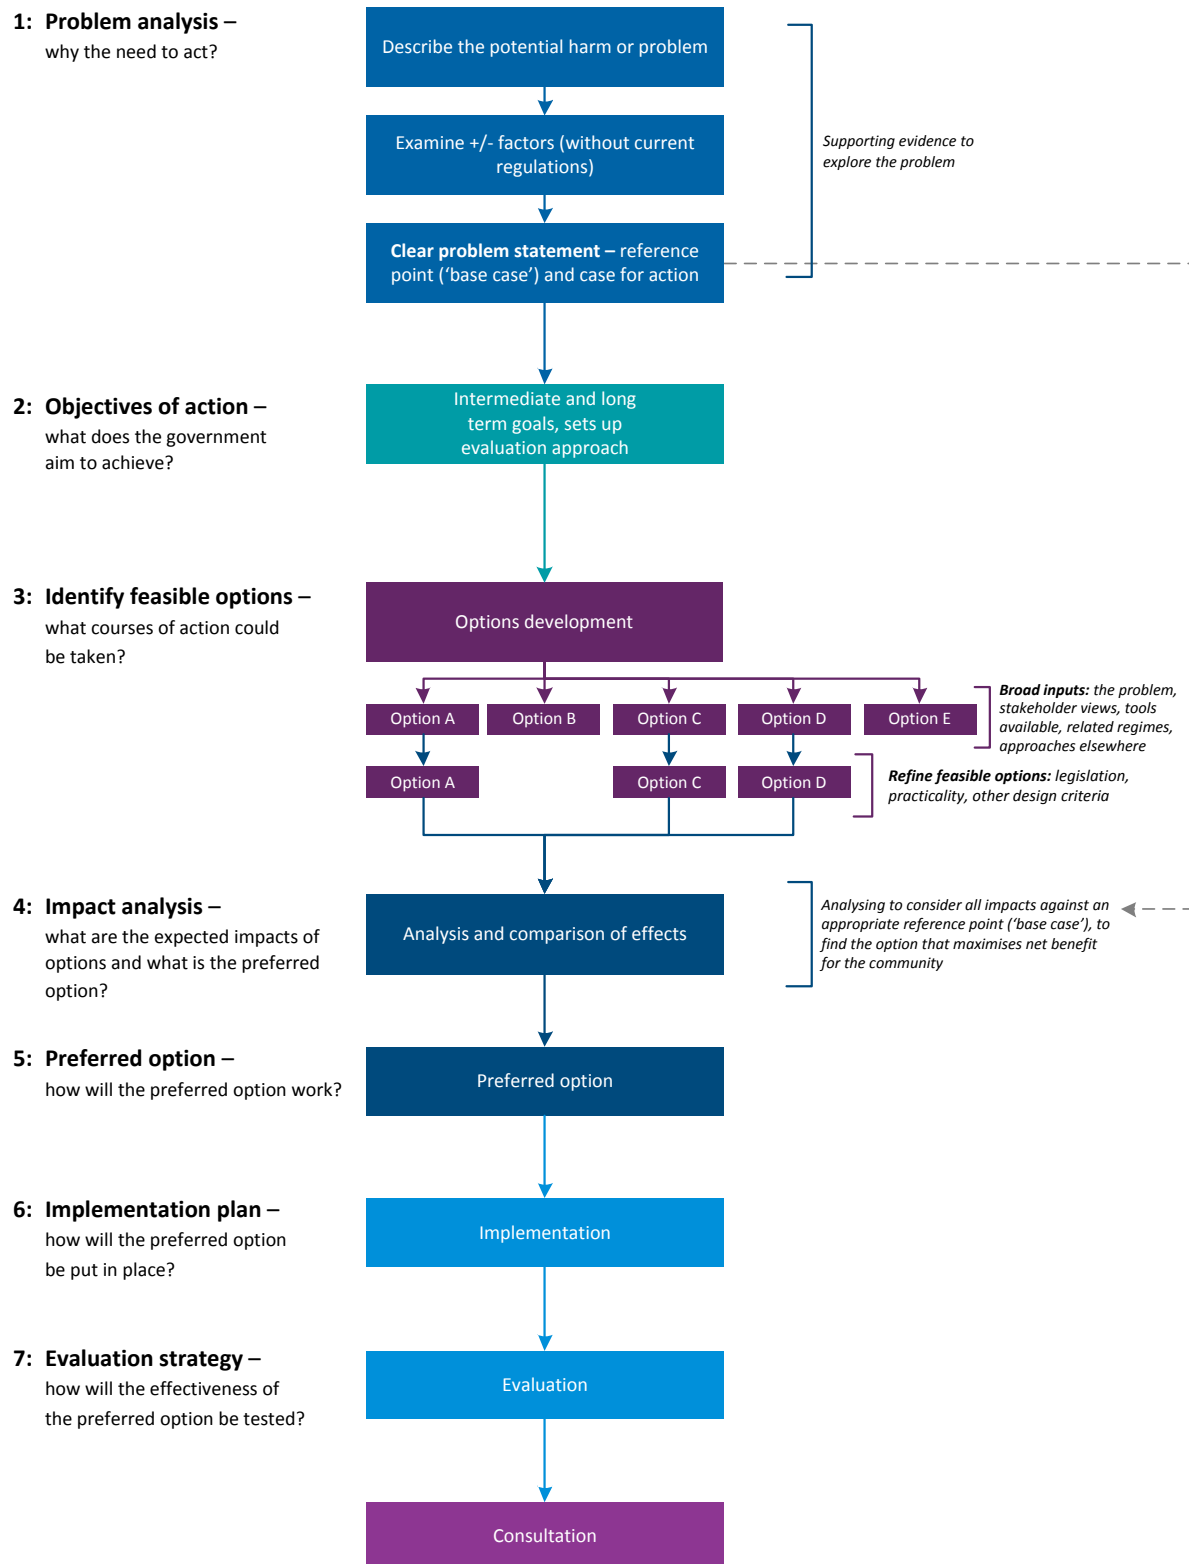 1: Problem analysis –
why the need to act?
Describe the potential harm or problem
Examine +/- factors (without current
regulations)
Clear problem statement – reference
point (‘base case’) and case for action
Supporting evidence to
explore the problem
2: Objectives of action –
what does the government
aim to achieve?
Intermediate and long
term goals, sets up
evaluation approach
3: Identify feasible options –
what courses of action could
be taken?
Options development
Option A
Option B
Option C
Option D
Option E
Broad inputs: the problem,
stakeholder views, tools
available, related regimes,
approaches elsewhere
Option A
Option C
Option D
Refine feasible options: legislation,
practicality, other design criteria
4: Impact analysis –
what are the expected impacts of
options and what is the preferred
option?
Analysis and comparison of effects
Analysing to consider all impacts against an
appropriate reference point (‘base case’), to
find the option that maximises net benefit
for the community
5: Preferred option –
how will the preferred option work?
Preferred option
6: Implementation plan –
how will the preferred option
be put in place?
Implementation
7: Evaluation strategy –
how will the effectiveness of
the preferred option be tested?
Evaluation
Consultation